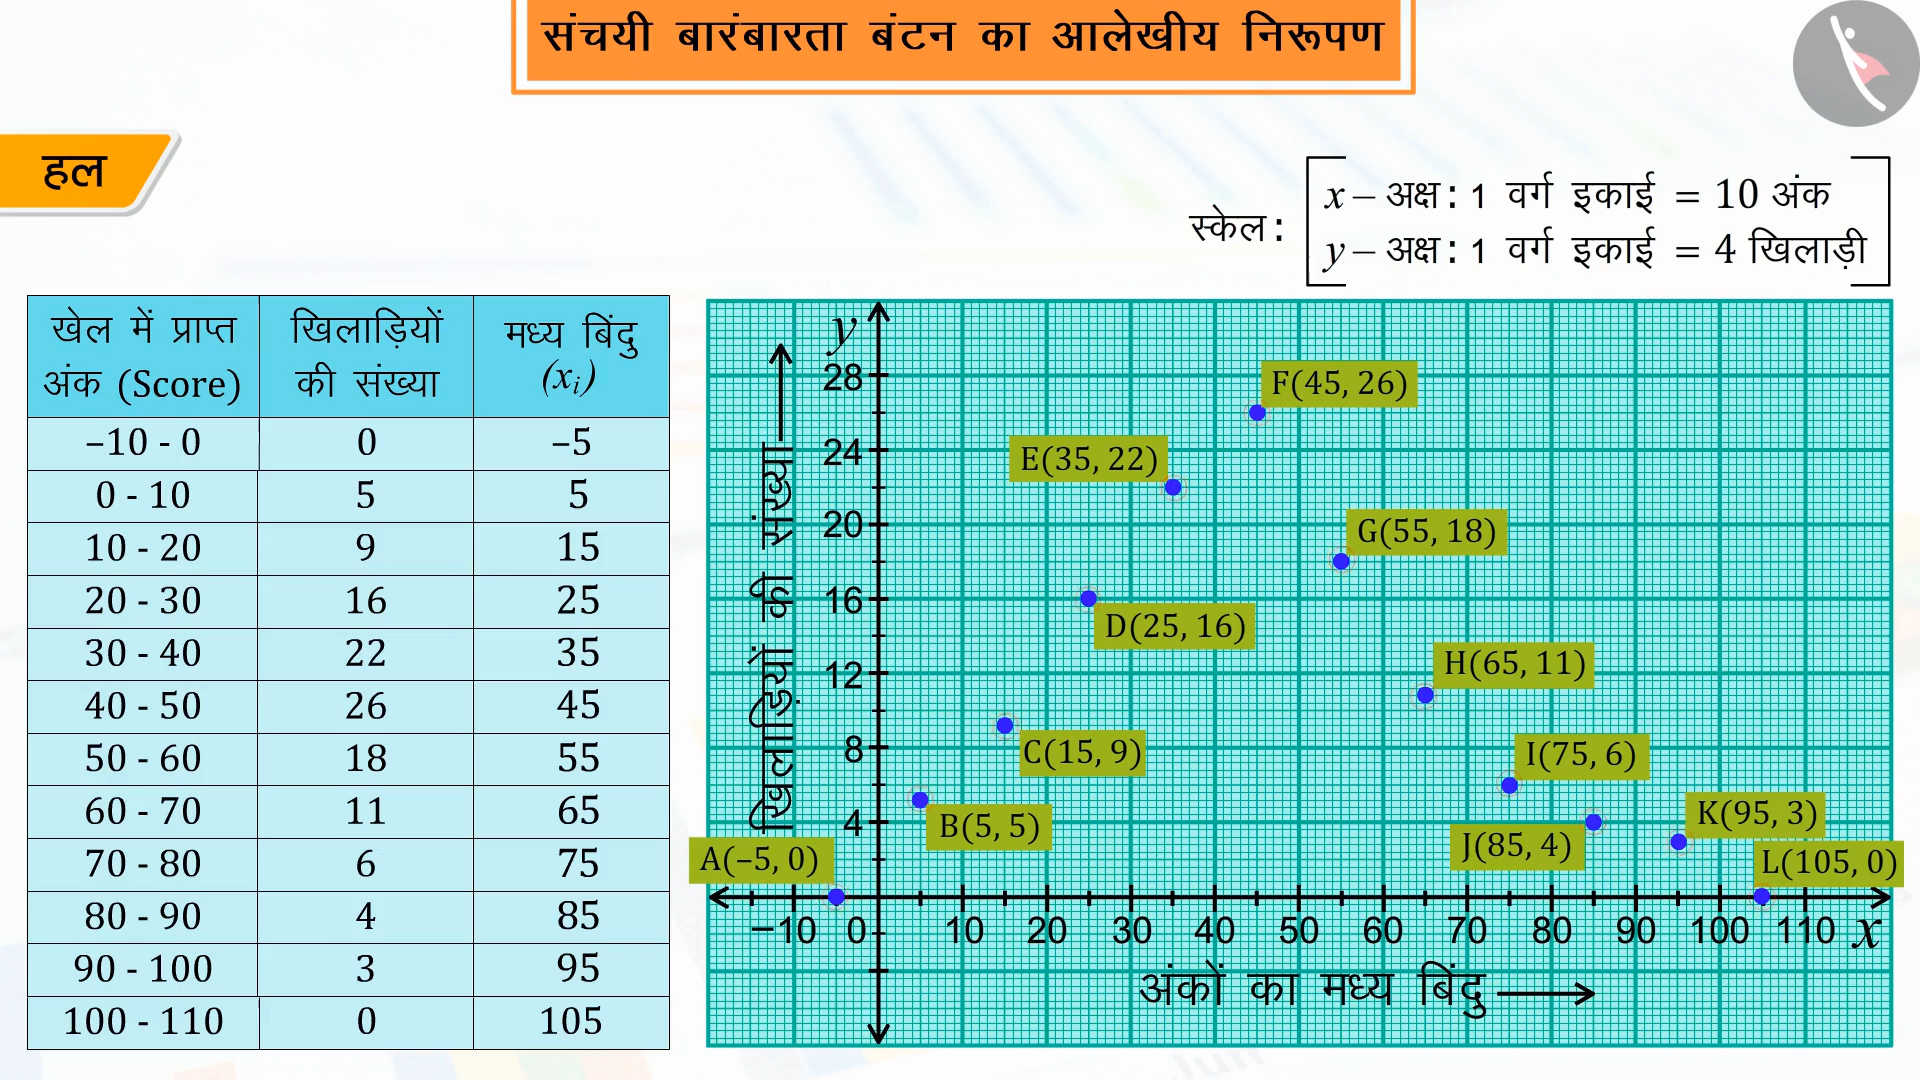 संचयी बारंबारता बंटन का आलेखीय निरूपण
हल
स्केल:
x – अक्ष : 1 वर्ग इकाई = 10 अंक
y – अक्ष : 1 वर्ग इकाई = 4 खिलाड़ी
खेल में प्राप्त अंक (Score) खिलाड़ियों की संख्या मध्य बिंदु (xᵢ)
–10 - 0 0 –5
0 - 10 5 5
10 - 20 9 15
20 - 30 16 25
30 - 40 22 35
40 - 50 26 45
50 - 60 18 55
60 - 70 11 65
70 - 80 6 75
80 - 90 4 85
90 - 100 3 95
100 - 110 0 105
y
28
24
20
16
12
8
4
खिलाड़ियों की संख्या
F(45, 26)
E(35, 22)
G(55, 18)
D(25, 16)
H(65, 11)
C(15, 9)
I(75, 6)
K(95, 3)
B(5, 5)
J(85, 4)
A(–5, 0)
L(105, 0)
–10 0 10 20 30 40 50 60 70 80 90 100 110 x
अंकों का मध्य बिंदु